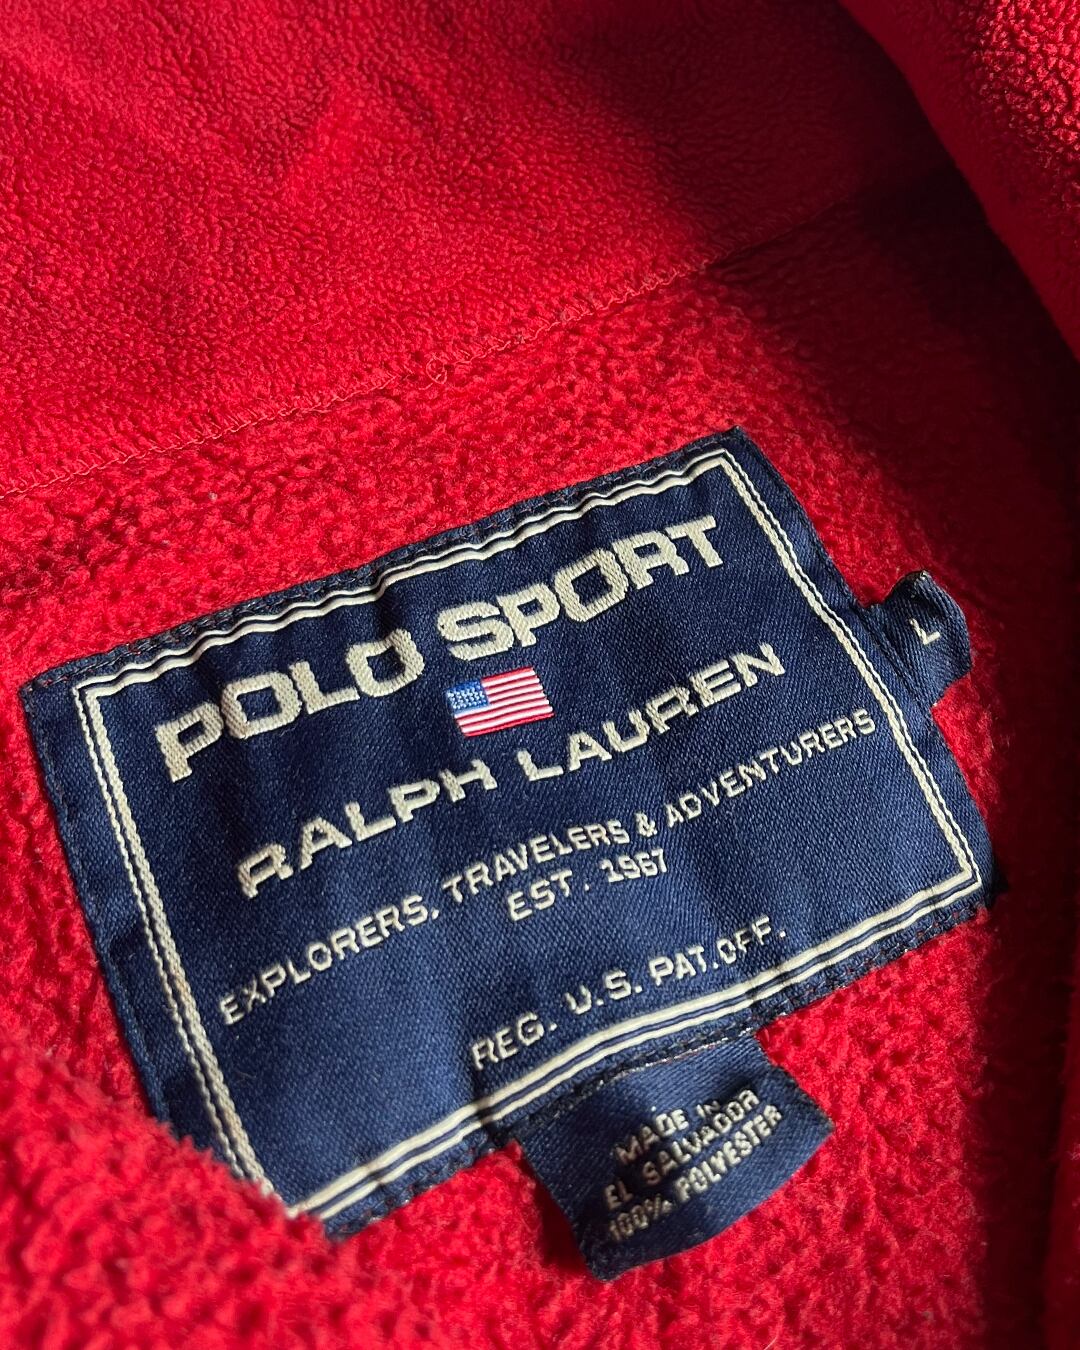 POLO SPORT
RALPH LAUREN
EXPLORERS, TRAVELERS & ADVENTURERS
EST. 1967
REG. U.S. PAT.OFF.
L
MADE IN
EL SALVADOR
100% POLYESTER